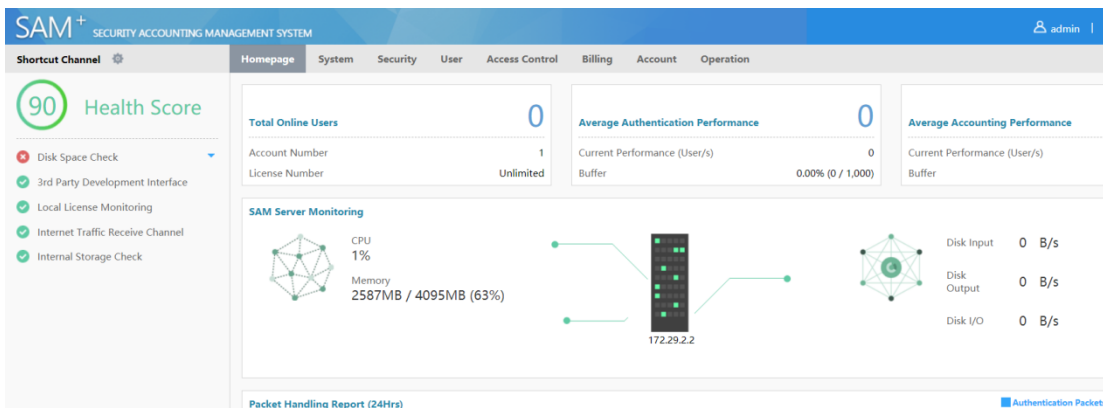 SAM+ SECURITY ACCOUNTING MANAGEMENT SYSTEM
admin |
Shortcut Channel
Homepage System Security User Access Control Billing Account Operation
90 Health Score
Disk Space Check
3rd Party Development Interface
Local License Monitoring
Internet Traffic Receive Channel
Internal Storage Check
Total Online Users 0
Account Number 1
License Number Unlimited
Average Authentication Performance 0
Current Performance (User/s) 0
Buffer 0.00% (0 / 1,000)
Average Accounting Performance
Current Performance (User/s)
Buffer
SAM Server Monitoring
CPU
1%
Memory
2587MB / 4095MB (63%)
172.29.2.2
Disk Input 0 B/s
Disk
Output 0 B/s
Disk I/O 0 B/s
Packet Handling Report (24Hrs)
Authentication Packets